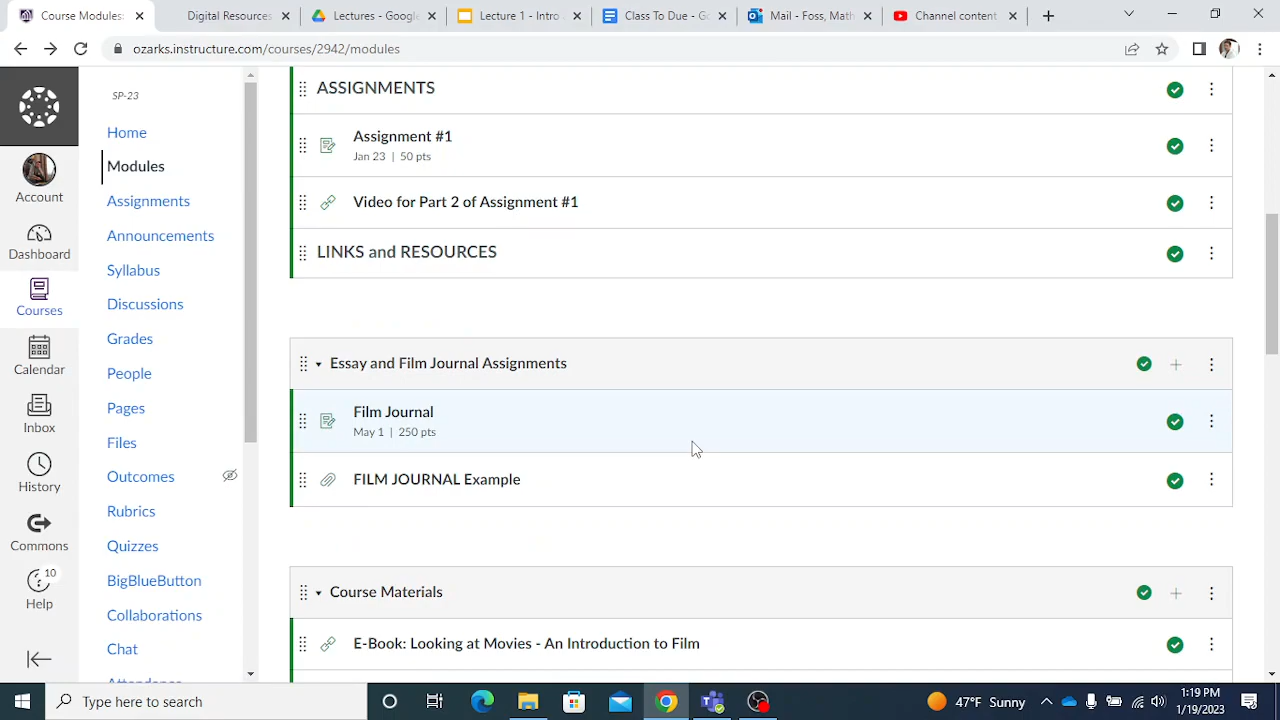 Course Modules:
Digital Resources
Lectures - Google
Lecture 1 - Intro
Class To Due - Go
Mail - Foss, Math
Channel content
ozarks.instructure.com/courses/2942/modules
SP-23
Home
Modules
Assignments
Announcements
Syllabus
Discussions
Grades
People
Pages
Files
Outcomes
Rubrics
Quizzes
BigBlueButton
Collaborations
Chat
Account
Dashboard
Courses
Calendar
Inbox
History
Commons
10
Help
ASSIGNMENTS
Assignment #1
Jan 23 | 50 pts
Video for Part 2 of Assignment #1
LINKS and RESOURCES
Essay and Film Journal Assignments
Film Journal
May 1 | 250 pts
FILM JOURNAL Example
Course Materials
E-Book: Looking at Movies - An Introduction to Film
Type here to search
47°F Sunny
1:19 PM
1/19/2023